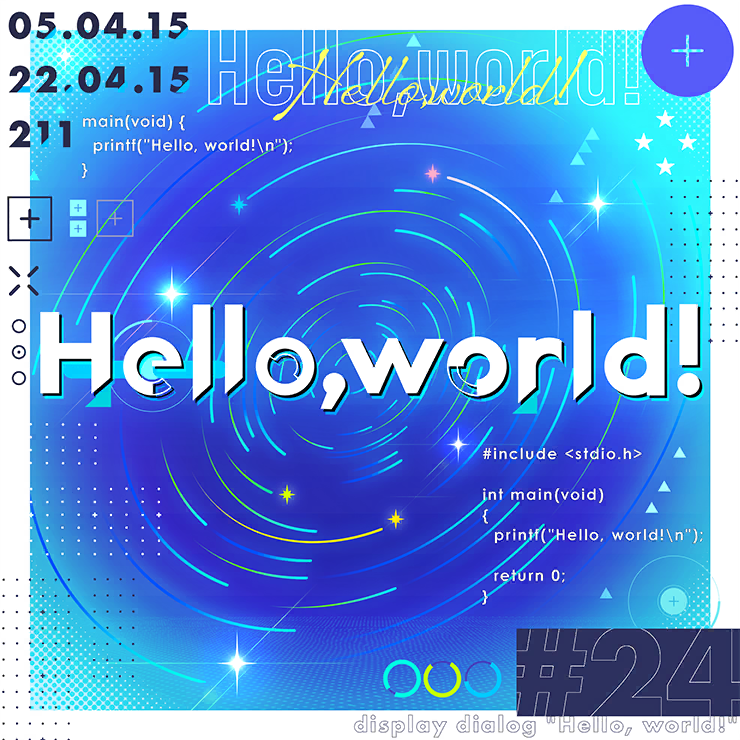 05.04.15
22.04.15
211
Hello,world!
Hello,world!
main(void) {
printf("Hello, world!\n");
}
Hello,world!
#include <stdio.h>
int main(void)
{
printf("Hello, world!\n");
return 0;
}
#24
display dialog "Hello, world!"